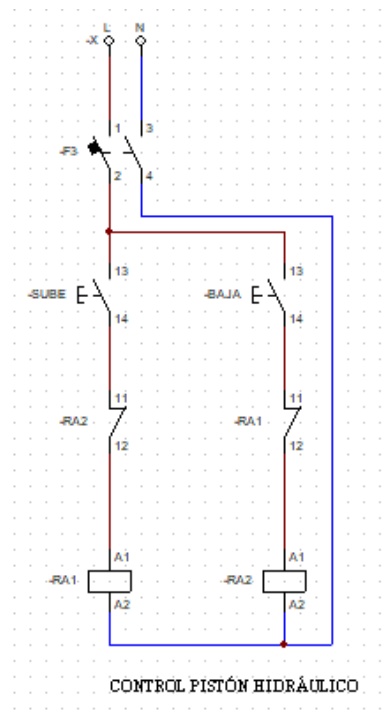 L N
-X
1 3
-F3
2 4
13 13
-SUBE -BAJA
14 14
11 11
-RA2 -RA1
12 12
A1 A1
-RA1 -RA2
A2 A2
CONTROL PISTÓN HIDRÁULICO